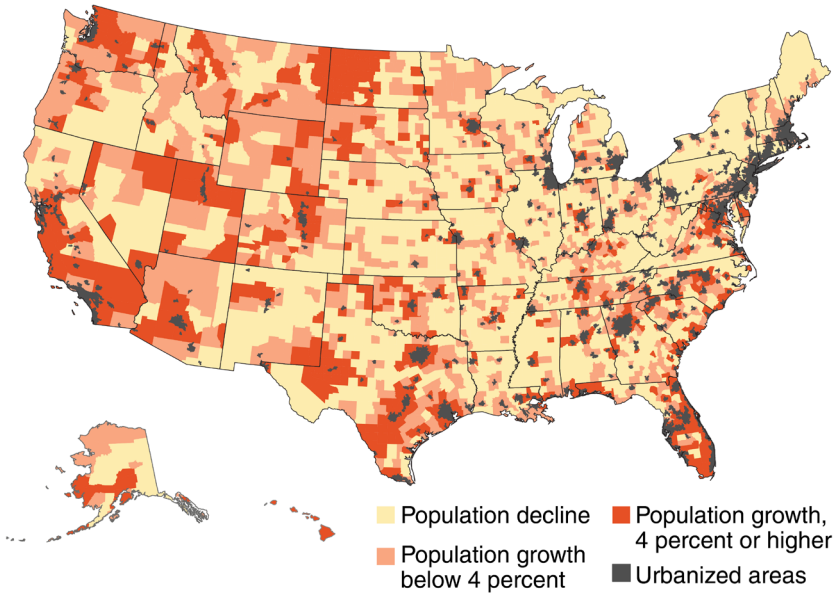 Population decline
Population growth
below 4 percent
Population growth,
4 percent or higher
Urbanized areas